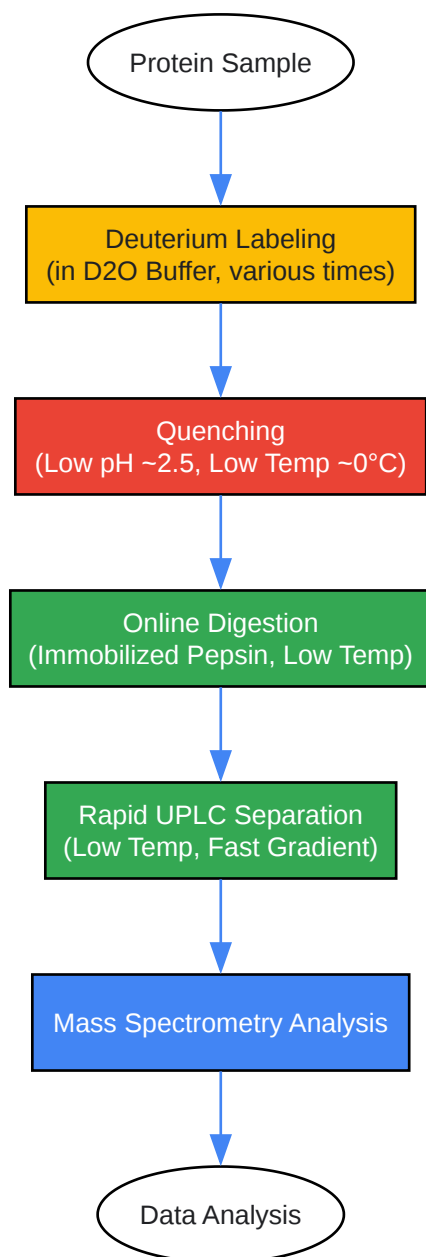 Protein Sample
Deuterium Labeling
(in D2O Buffer, various times)
Quenching
(Low pH ~2.5, Low Temp ~0°C)
Online Digestion
(Immobilized Pepsin, Low Temp)
Rapid UPLC Separation
(Low Temp, Fast Gradient)
Mass Spectrometry Analysis
Data Analysis